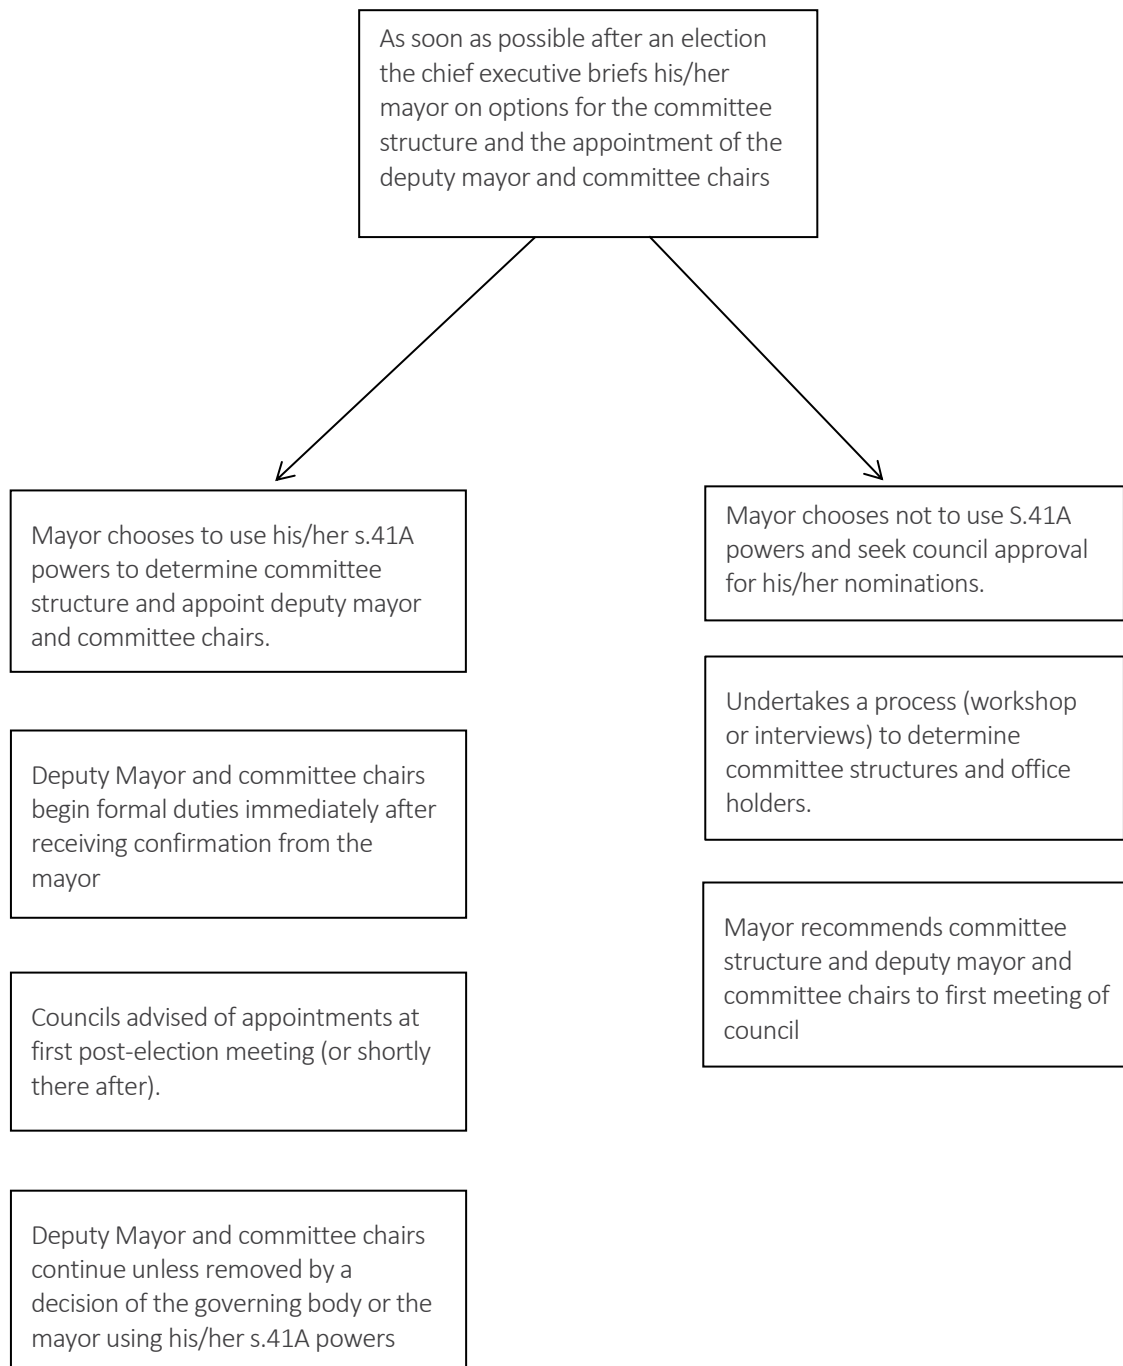 As soon as possible after an election
the chief executive briefs his/her
mayor on options for the committee
structure and the appointment of the
deputy mayor and committee chairs
Mayor chooses to use his/her s.41A
powers to determine committee
structure and appoint deputy mayor
and committee chairs.
Deputy Mayor and committee chairs
begin formal duties immediately after
receiving confirmation from the
mayor
Councils advised of appointments at
first post-election meeting (or shortly
there after).
Deputy Mayor and committee chairs
continue unless removed by a
decision of the governing body or the
mayor using his/her s.41A powers
Mayor chooses not to use S.41A
powers and seek council approval
for his/her nominations.
Undertakes a process (workshop
or interviews) to determine
committee structures and office
holders.
Mayor recommends committee
structure and deputy mayor and
committee chairs to first meeting of
council